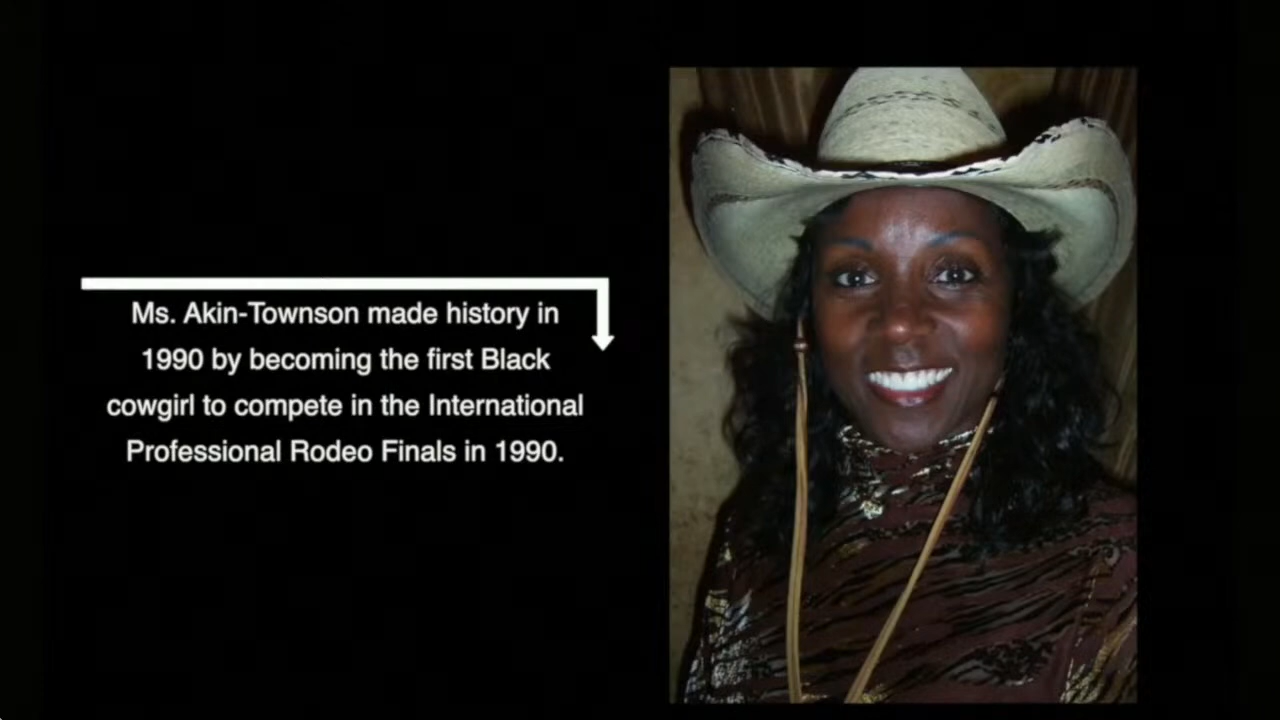 Ms. Akin-Townson made history in
1990 by becoming the first Black
cowgirl to compete in the International
Professional Rodeo Finals in 1990.